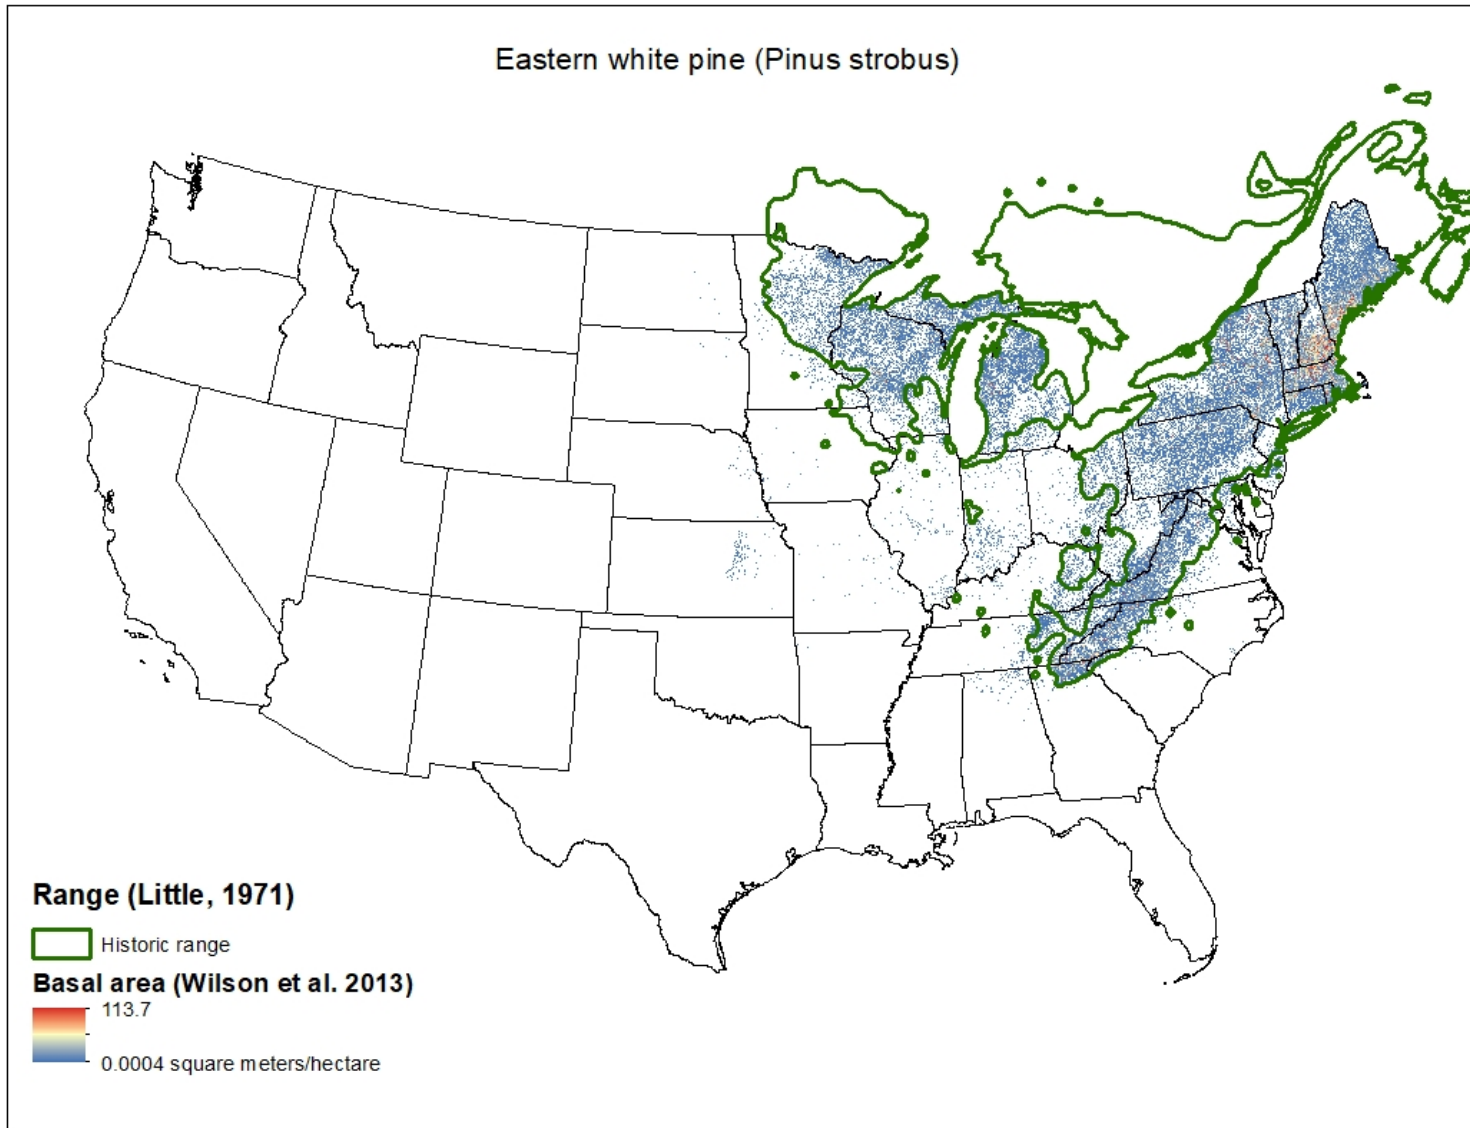 Eastern white pine (Pinus strobus)
Range (Little, 1971)
Historic range
Basal area (Wilson et al. 2013)
113.7
0.0004 square meters/hectare